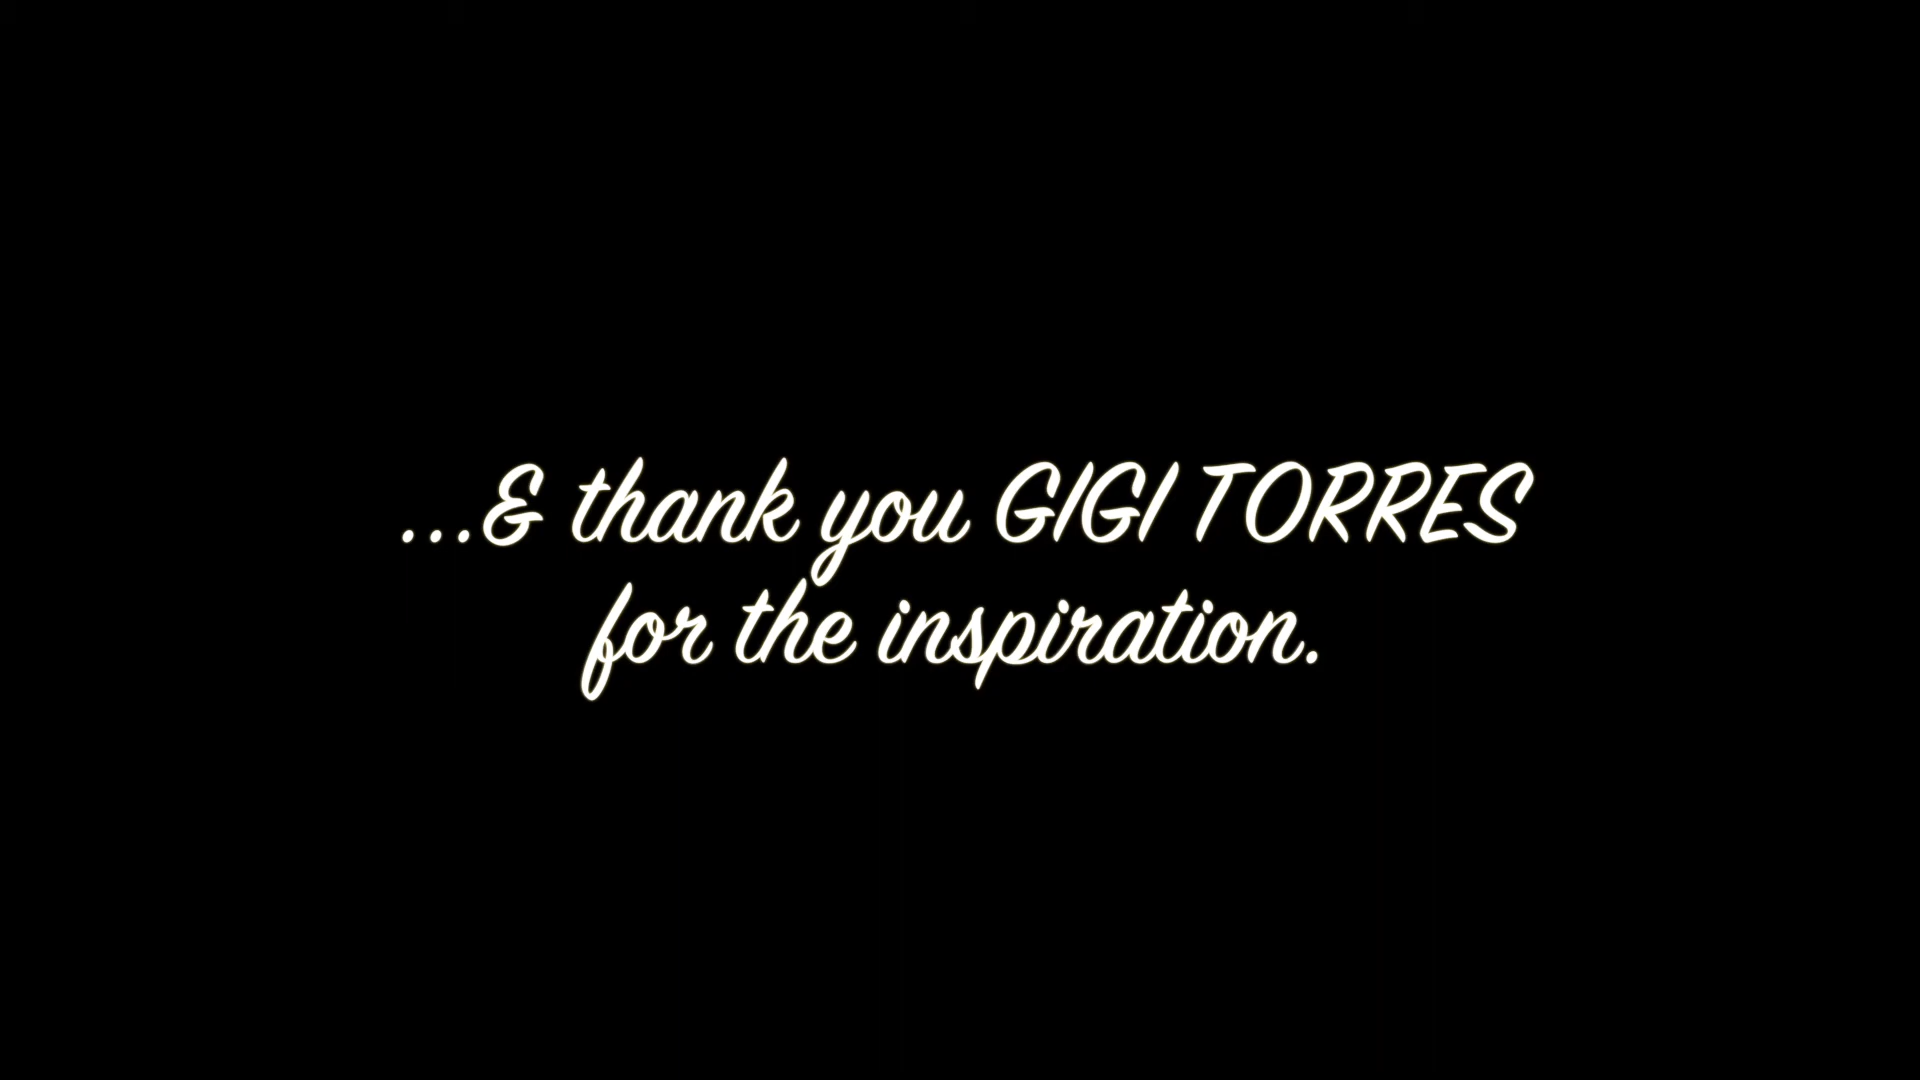 ...& thank you GIGI TORRES
for the inspiration.